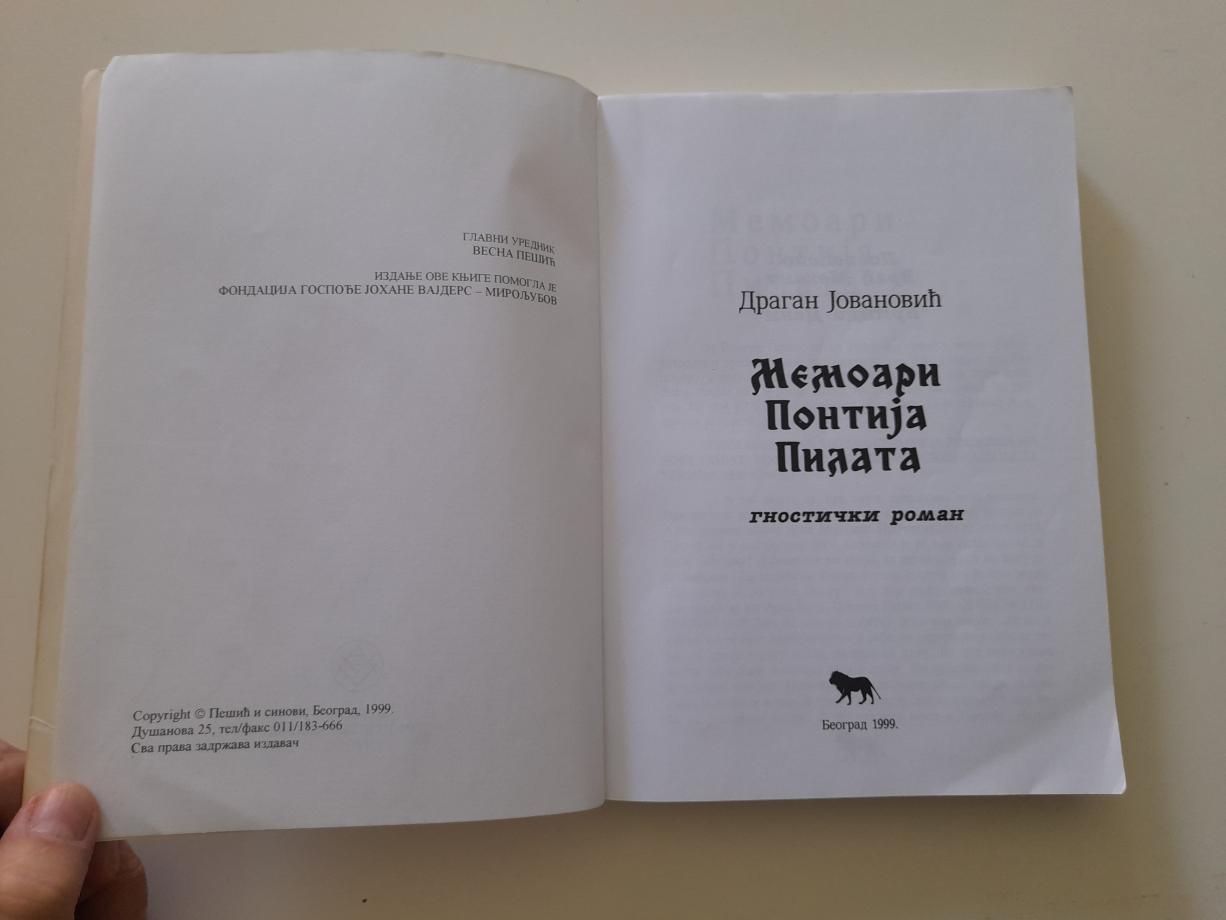 ГЛАВНИ УРЕДНИК
ВЕСНА ПЕШИЋ
ИЗДАЊЕ ОВЕ КЊИГЕ ПОМОГЛА ЈЕ
ФОНДАЦИЈА ГОСПОЂЕ ЈОХАНЕ ВАЈДЕРС – МИРОЉУБОВ
Copyright © Пешић и синови, Београд, 1999.
Душанова 25, тел/факс 011/183-666
Сва права задржава издавач
Драган Јовановић
Мемоари
Понтија
Пилата
гностички роман
Београд 1999.